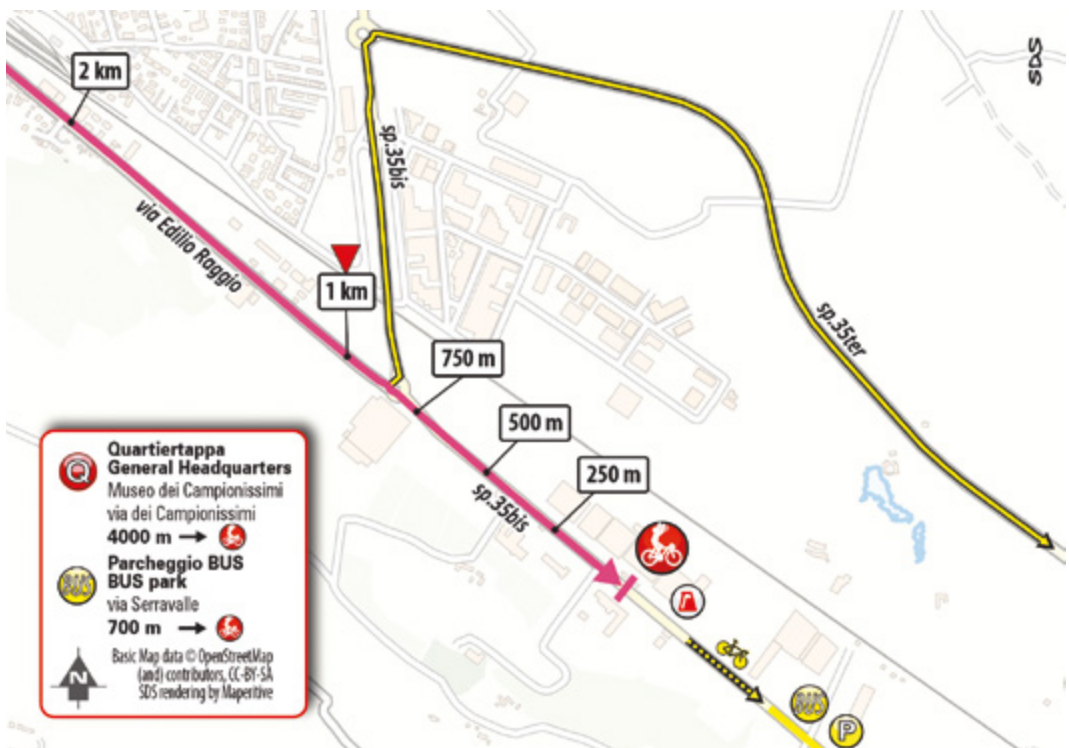 SDS
2 km
sp.35bis
via Edilio Raggio
1 km
sp.35ter
750 m
500 m
250 m
sp.35bis
Q
Quartiertappa
General Headquarters
Museo dei Campionissimi
via dei Campionissimi
4000 m
BUS
Parcheggio BUS
BUS park
via Serravalle
700 m
N
Basic Map data © OpenStreetMap
(and) contributors, CC-BY-SA
SDS rendering by Maperitive
BUS
P